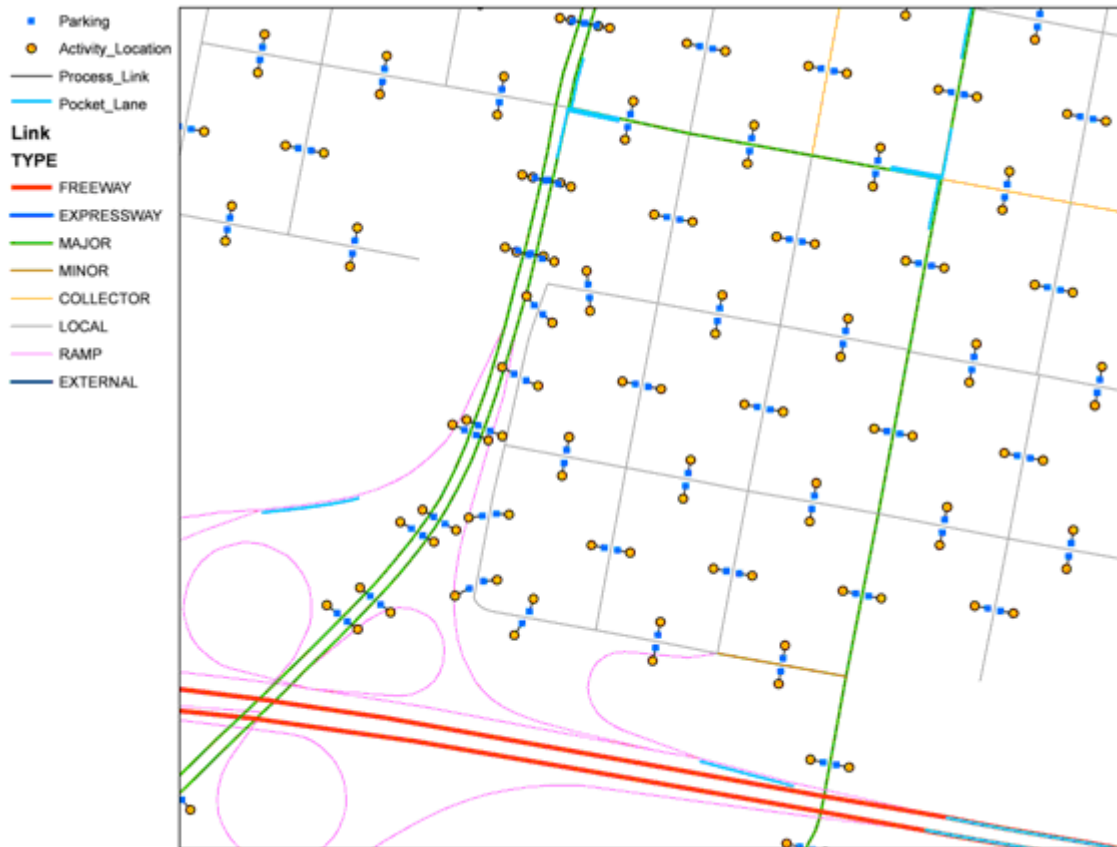 Parking
Activity_Location
Process_Link
Pocket_Lane
Link
TYPE
FREEWAY
EXPRESSWAY
MAJOR
MINOR
COLLECTOR
LOCAL
RAMP
EXTERNAL